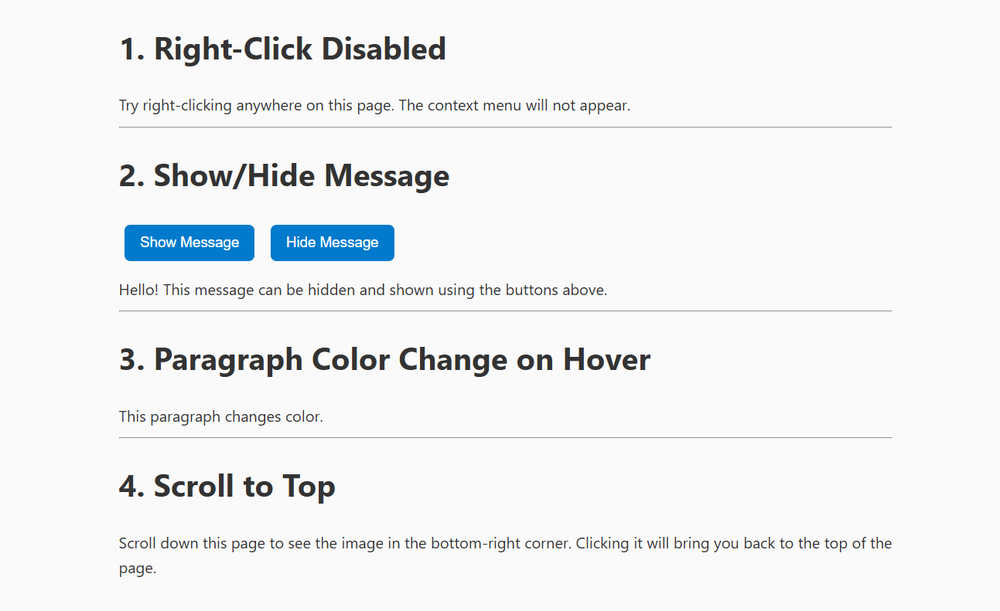 1. Right-Click Disabled
Try right-clicking anywhere on this page. The context menu will not appear.
2. Show/Hide Message
Show Message Hide Message
Hello! This message can be hidden and shown using the buttons above.
3. Paragraph Color Change on Hover
This paragraph changes color.
4. Scroll to Top
Scroll down this page to see the image in the bottom-right corner. Clicking it will bring you back to the top of the
page.